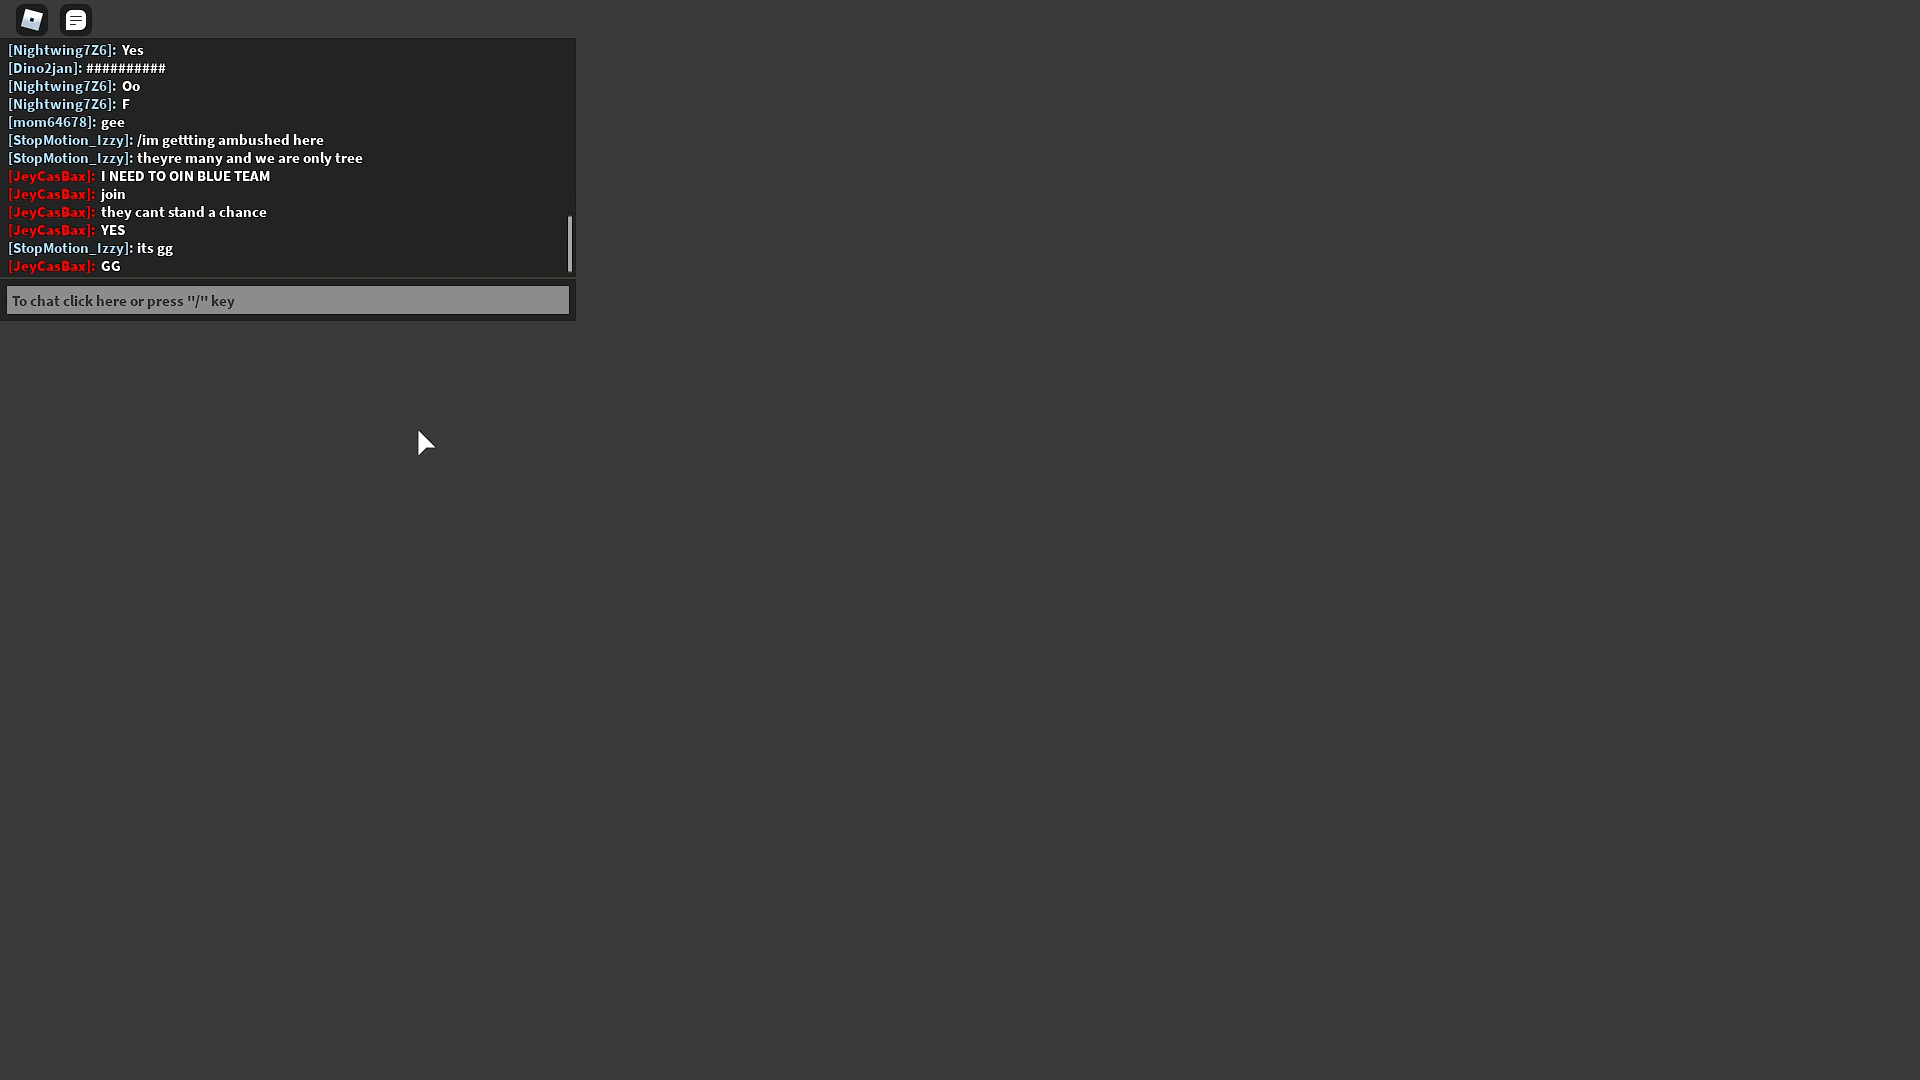 [Nightwing7Z6]: Yes
[Dino2jan]: ##########
[Nightwing7Z6]: Oo
[Nightwing7Z6]: F
[mom64678]: gee
[StopMotion_Izzy]: /im gettting ambushed here
[StopMotion_Izzy]: theyre many and we are only tree
[JeyCasBax]: I NEED TO OIN BLUE TEAM
[JeyCasBax]: join
[JeyCasBax]: they cant stand a chance
[JeyCasBax]: YES
[StopMotion_Izzy]: its gg
[JeyCasBax]: GG
To chat click here or press "/" key